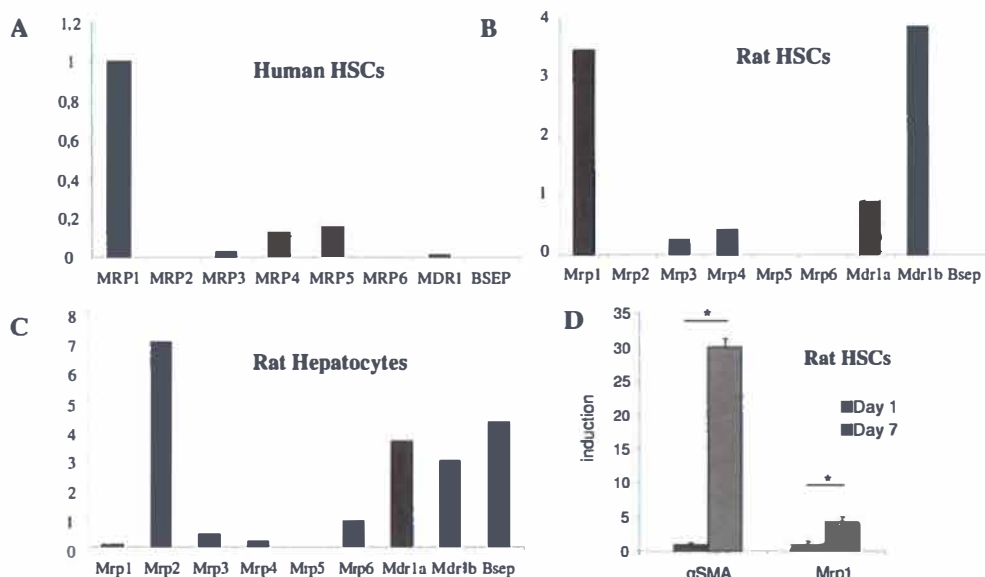 A
Human HSCs
1,2
1
0,8
0,6
0,4
0,2
0
MRP1 MRP2 MRP3 MRP4 MRP5 MRP6 MDR1 BSEP
B
Rat HSCs
4
3
2
1
0
Mrp1 Mrp2 Mrp3 Mrp4 Mrp5 Mrp6 Mdr1a Mdr1b Bsep
C
Rat Hepatocytes
8
7
6
5
4
3
2
1
0
Mrp1 Mrp2 Mrp3 Mrp4 Mrp5 Mrp6 Mdr1a Mdr1b Bsep
D
Rat HSCs
35
30
25
20
15
10
5
0
induction
*
*
Day 1
Day 7
αSMA Mrp1